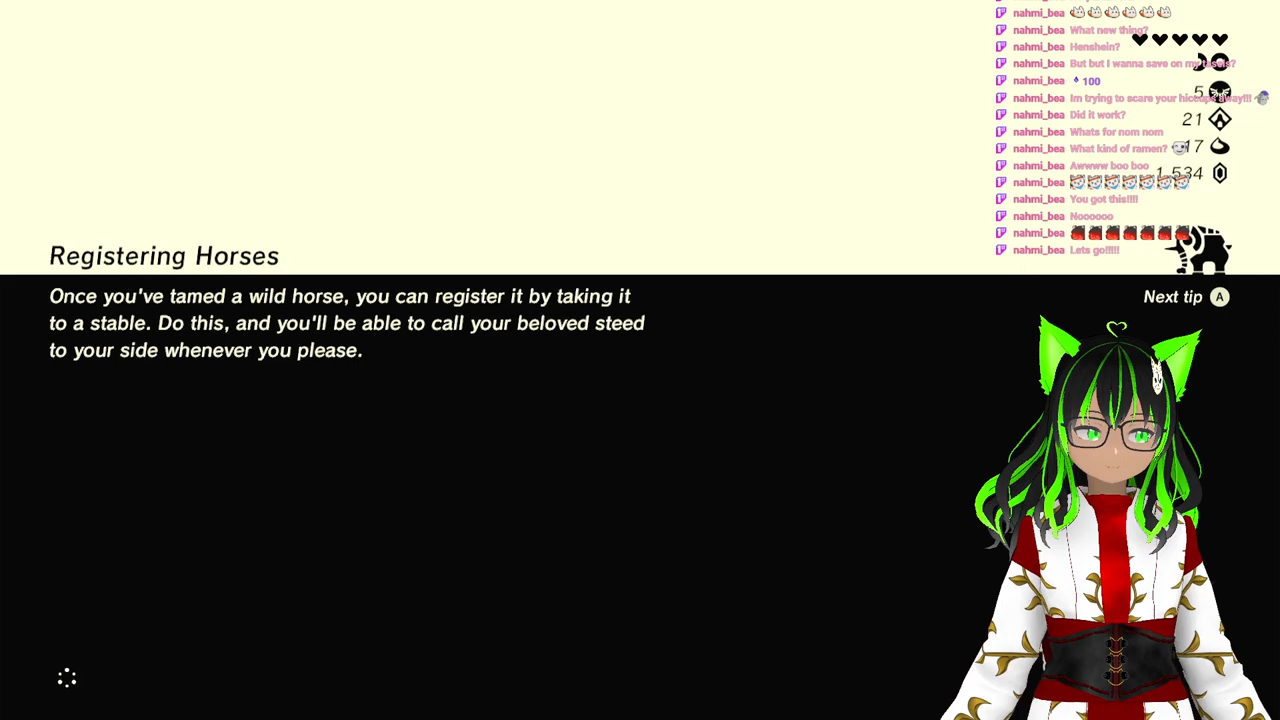 nahmi_bea
nahmi_bea What new thing?
nahmi_bea Henshein?
nahmi_bea But but I wanna save on my tasets?
nahmi_bea 100
5
nahmi_bea Im trying to scare your hiccups away!!!
21
nahmi_bea Did it work?
nahmi_bea Whats for nom nom
nahmi_bea What kind of ramen?
17
nahmi_bea Awwww boo boo
1,534
nahmi_bea
nahmi_bea You got this!!!!
nahmi_bea Noooooo
nahmi_bea
nahmi_bea Lets go!!!!!
Registering Horses
Once you've tamed a wild horse, you can register it by taking it
to a stable. Do this, and you'll be able to call your beloved steed
to your side whenever you please.
Next tip A